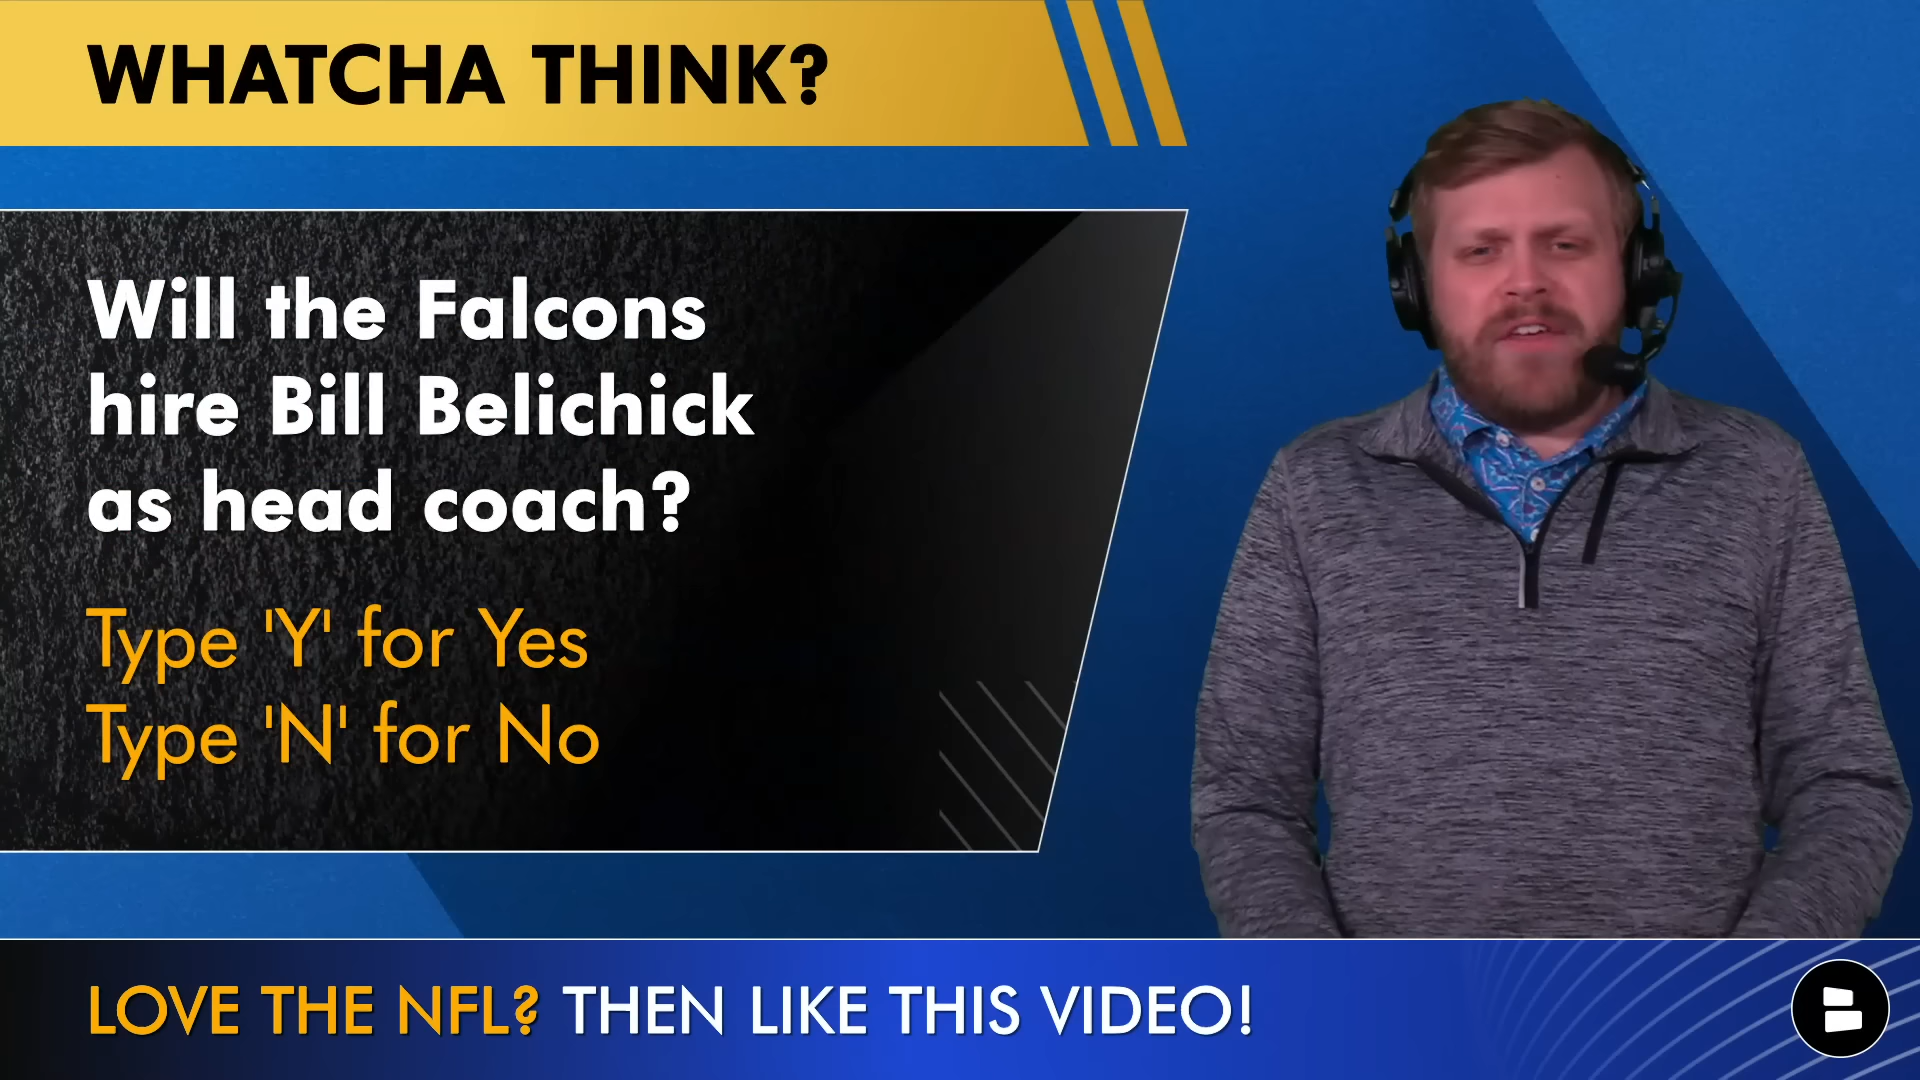 WHATCHA THINK?
Will the Falcons
hire Bill Belichick
as head coach?
Type 'Y' for Yes
Type 'N' for No
LOVE THE NFL? THEN LIKE THIS VIDEO!